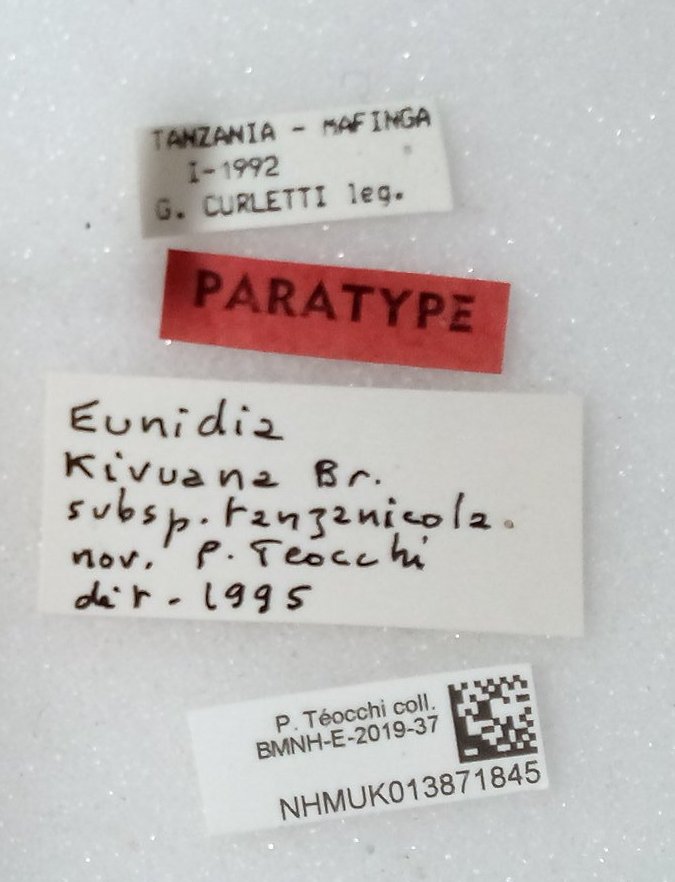 TANZANIA - MAFINGA
I-1992
G. CURLETTI leg.
PARATYPE
Eunidia
Kivuana Br.
subsp. tanzanicola.
nov. P. Teocchi
det. 1995
P. Téocchi coll.
BMNH-E-2019-37
NHMUK013871845